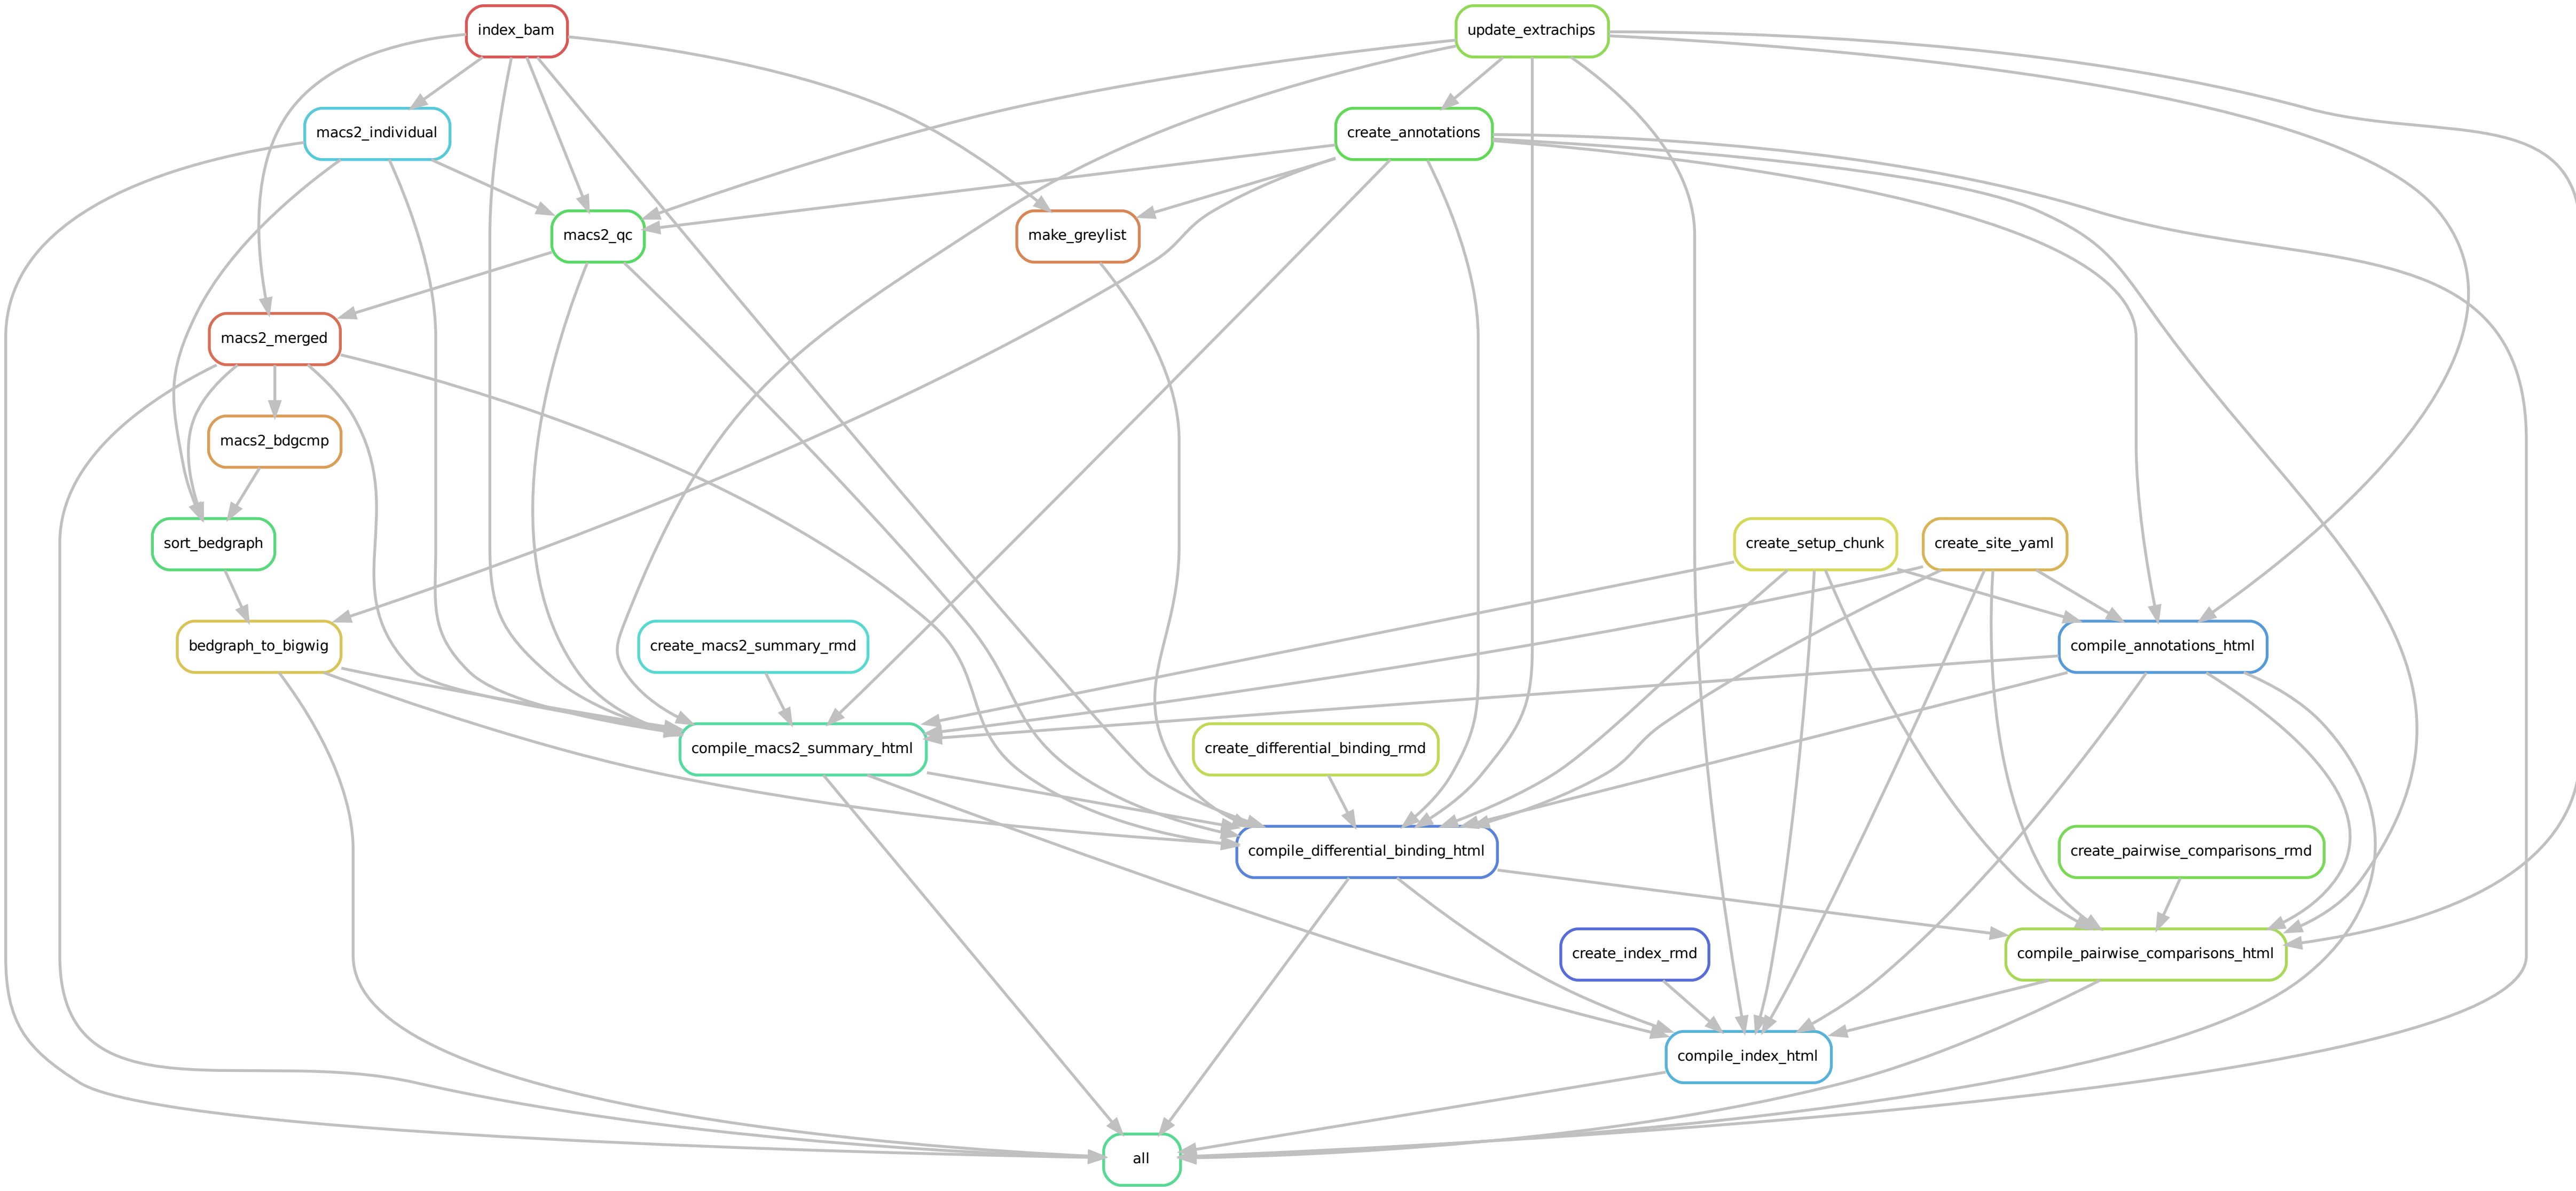 index_bam
update_extrachips
macs2_individual
create_annotations
macs2_qc
make_greylist
macs2_merged
macs2_bdgcmp
sort_bedgraph
create_setup_chunk
create_site_yaml
bedgraph_to_bigwig
create_macs2_summary_rmd
compile_annotations_html
compile_macs2_summary_html
create_differential_binding_rmd
compile_differential_binding_html
create_pairwise_comparisons_rmd
create_index_rmd
compile_pairwise_comparisons_html
compile_index_html
all